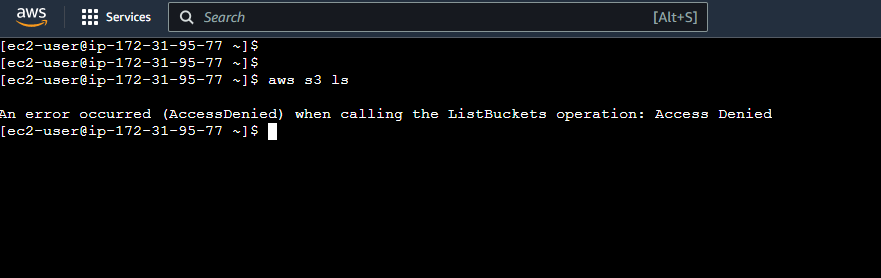 aws Services Search [Alt+S]
[ec2-user@ip-172-31-95-77 ~]$
[ec2-user@ip-172-31-95-77 ~]$
[ec2-user@ip-172-31-95-77 ~]$ aws s3 ls
An error occurred (AccessDenied) when calling the ListBuckets operation: Access Denied
[ec2-user@ip-172-31-95-77 ~]$